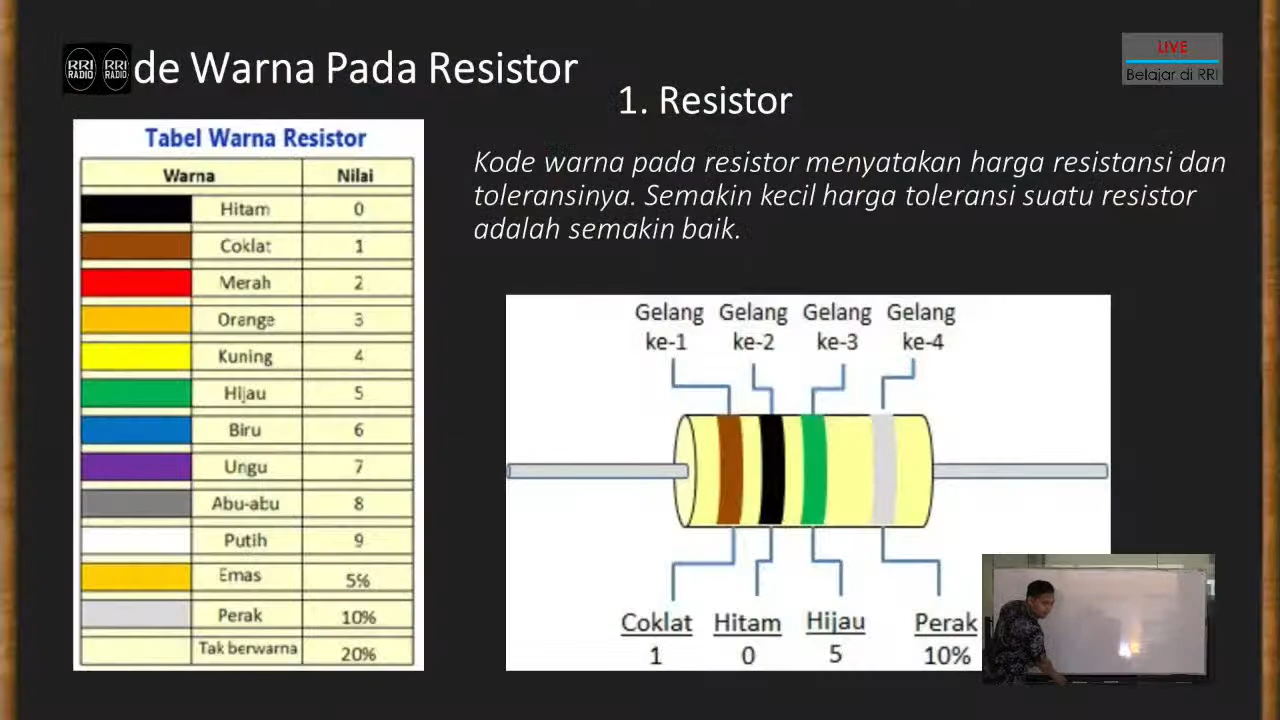 RRI RADIO RRI RADIO de Warna Pada Resistor
LIVE
Belajar di RRI
1. Resistor
Tabel Warna Resistor
Warna Nilai
Hitam 0
Coklat 1
Merah 2
Orange 3
Kuning 4
Hijau 5
Biru 6
Ungu 7
Abu-abu 8
Putih 9
Emas 5%
Perak 10%
Tak berwarna 20%
Kode warna pada resistor menyatakan harga resistansi dan
toleransinya. Semakin kecil harga toleransi suatu resistor
adalah semakin baik.
Gelang Gelang Gelang Gelang
ke-1 ke-2 ke-3 ke-4
Coklat Hitam Hijau Perak
1 0 5 10%